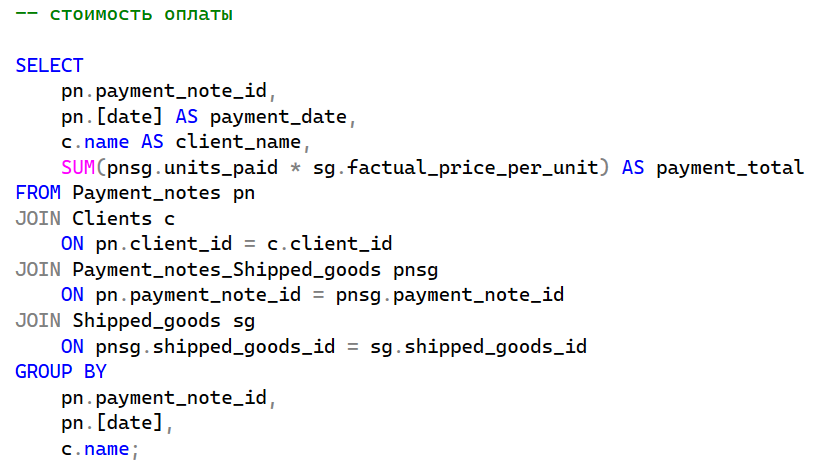 -- стоимость оплаты

SELECT
    pn.payment_note_id,
    pn.[date] AS payment_date,
    c.name AS client_name,
    SUM(pnsg.units_paid * sg.factual_price_per_unit) AS payment_total
FROM Payment_notes pn
JOIN Clients c
    ON pn.client_id = c.client_id
JOIN Payment_notes_Shipped_goods pnsg
    ON pn.payment_note_id = pnsg.payment_note_id
JOIN Shipped_goods sg
    ON pnsg.shipped_goods_id = sg.shipped_goods_id
GROUP BY
    pn.payment_note_id,
    pn.[date],
    c.name;